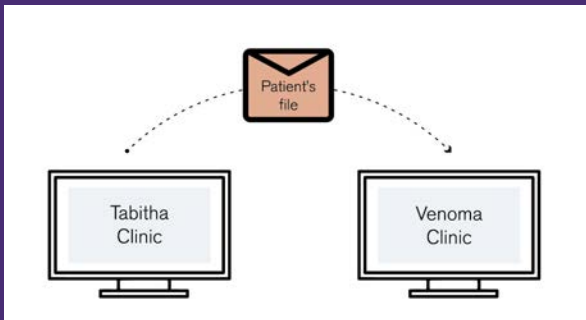 Patient's
file
Tabitha
Clinic
Venoma
Clinic